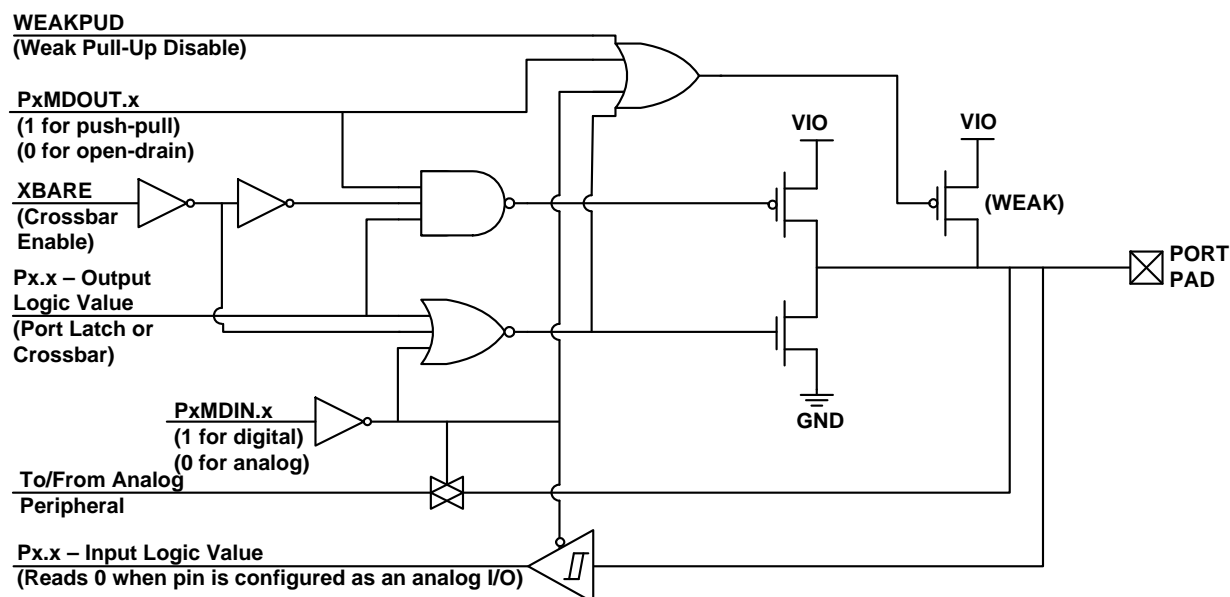 WEAKPUD
(Weak Pull-Up Disable)
PxMDOUT.x
(1 for push-pull)
(0 for open-drain)
XBARE
(Crossbar
Enable)
Px.x – Output
Logic Value
(Port Latch or
Crossbar)
PxMDIN.x
(1 for digital)
(0 for analog)
To/From Analog
Peripheral
Px.x – Input Logic Value
(Reads 0 when pin is configured as an analog I/O)
VIO
VIO
(WEAK)
PORT
PAD
GND